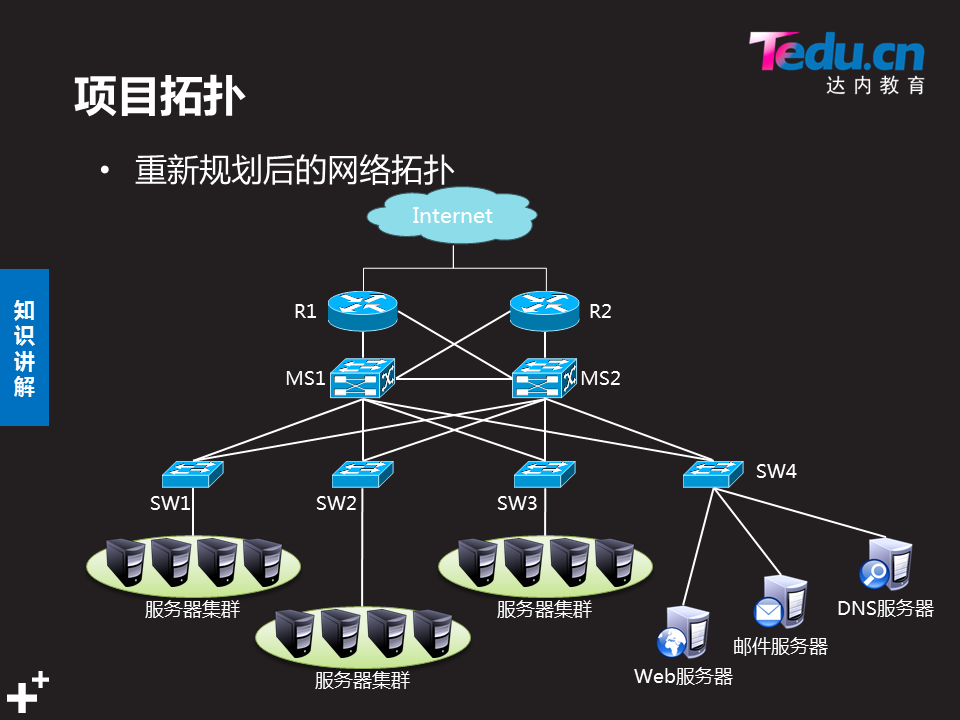 Tedu.cn
达内教育
项目拓扑
• 重新规划后的网络拓扑
Internet
知识讲解
R1
R2
MS1
MS2
SW1
SW2
SW3
SW4
服务器集群
服务器集群
服务器集群
Web服务器
邮件服务器
DNS服务器